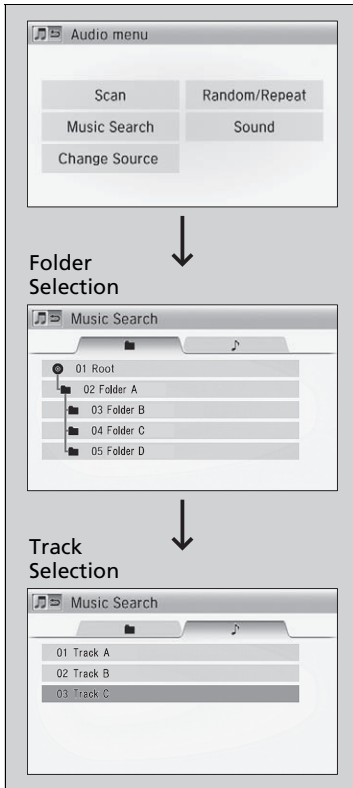 Audio menu
Scan
Random/Repeat
Music Search
Sound
Change Source
Folder
Selection
Music Search
01 Root
02 Folder A
03 Folder B
04 Folder C
05 Folder D
Track
Selection
Music Search
01 Track A
02 Track B
03 Track C